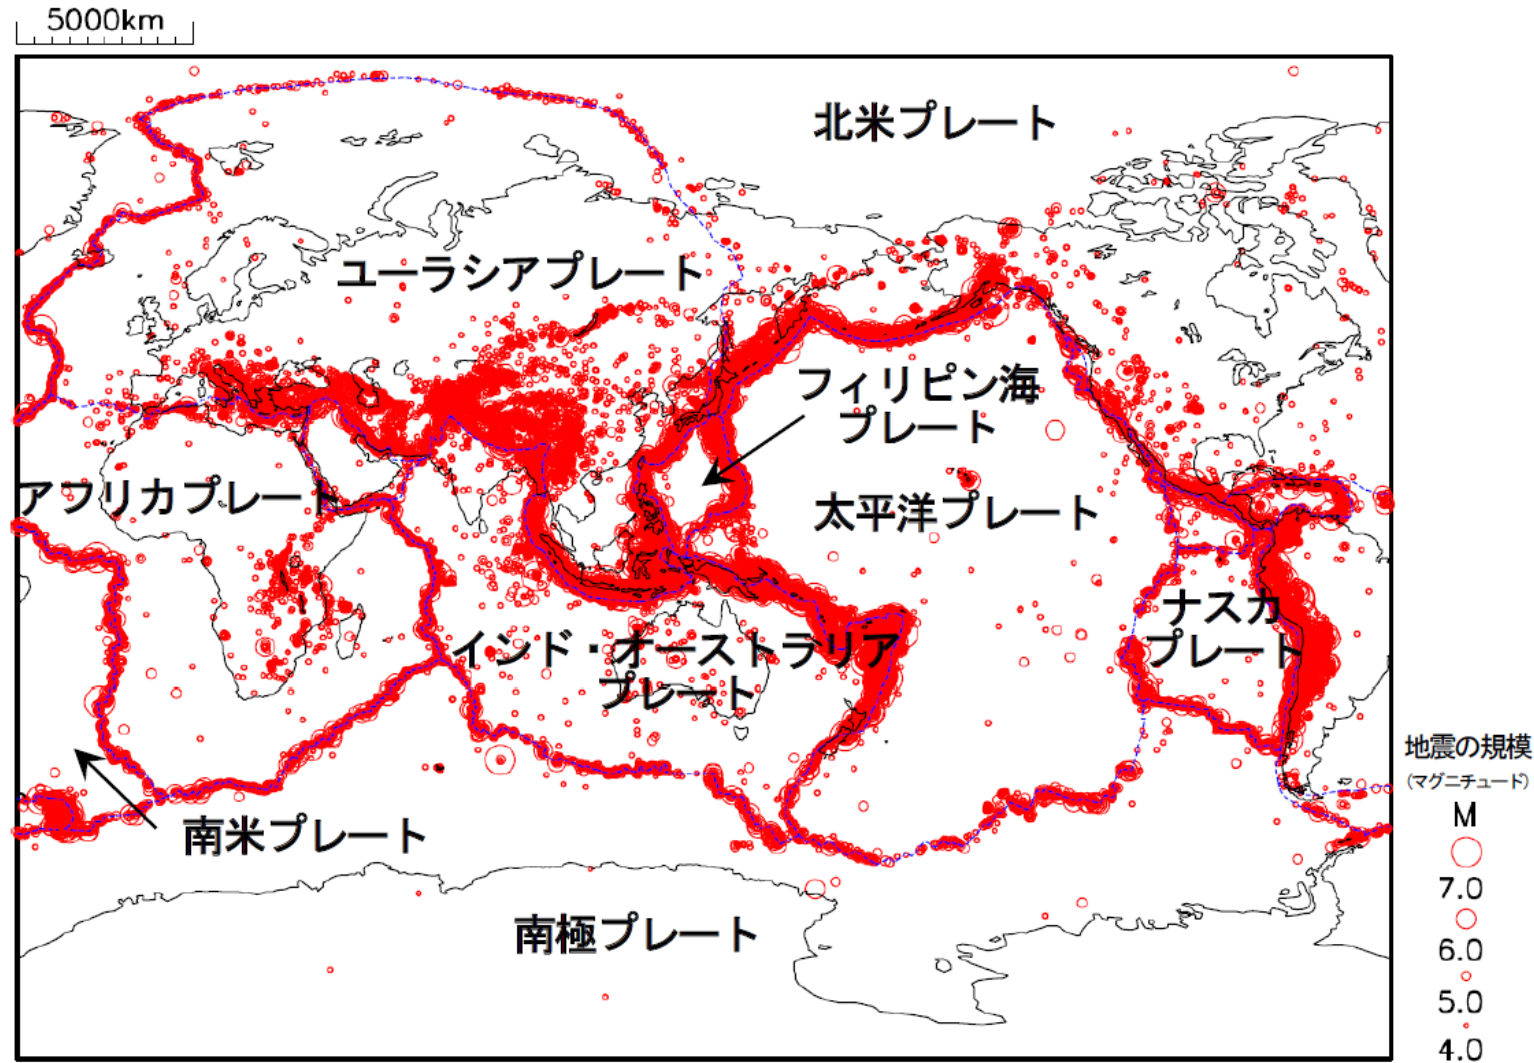 5000km
北米プレート
ユーラシアプレート
フィリピン海
プレート
アフリカプレート
太平洋プレート
ナスカ
プレート
インド・オーストラリア
プレート
南米プレート
南極プレート
地震の規模
(マグニチュード)
M
7.0
6.0
5.0
4.0